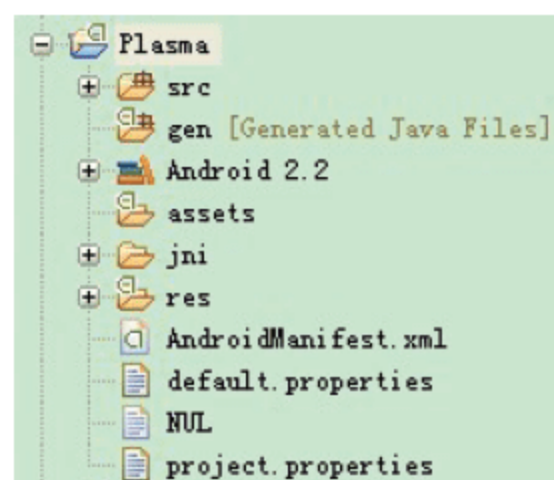 Plasma
src
gen [Generated Java Files]
Android 2.2
assets
jni
res
AndroidManifest.xml
default.properties
NUL
project.properties